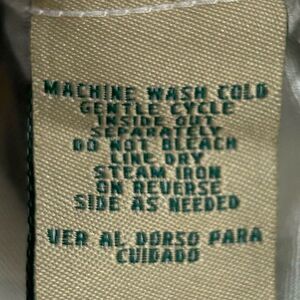 MACHINE WASH COLD
GENTLE CYCLE
INSIDE OUT
SEPARATELY
DO NOT BLEACH
LINE DRY
STEAM IRON
ON REVERSE
SIDE AS NEEDED
VER AL DORSO PARA
CUIDADO